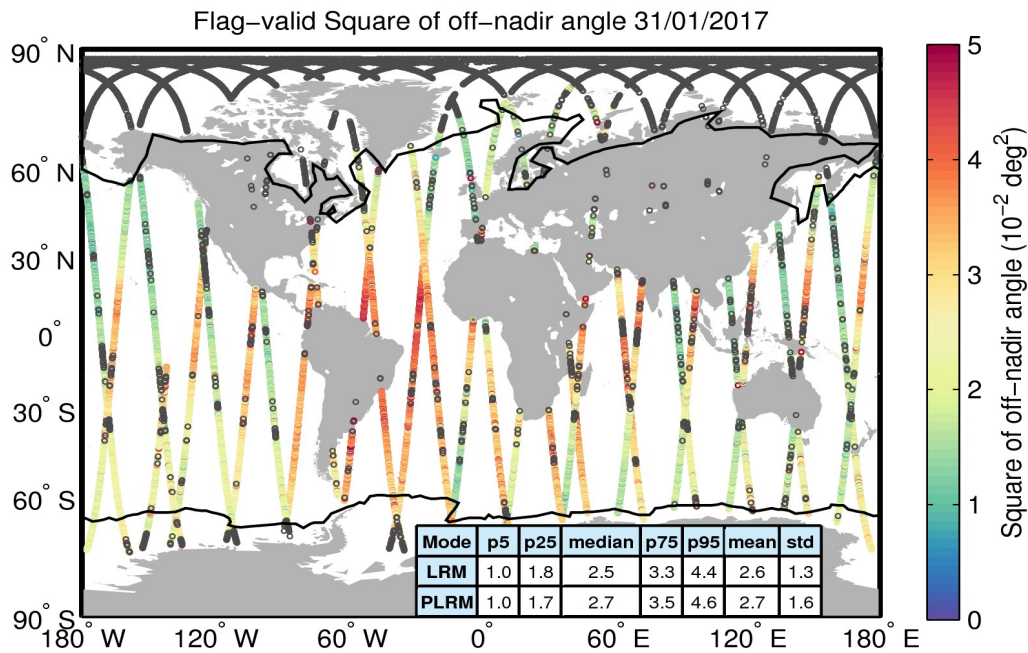 Flag−valid Square of off−nadir angle 31/01/2017
90° N
60° N
30° N
0°
30° S
60° S
90° S
180° W
120° W
60° W
0°
60° E
120° E
180° E
Mode p5 p25 median p75 p95 mean std
LRM 1.0 1.8 2.5 3.3 4.4 2.6 1.3
PLRM 1.0 1.7 2.7 3.5 4.6 2.7 1.6
5
4
3
2
1
0
Square of off−nadir angle (10⁻² deg²)